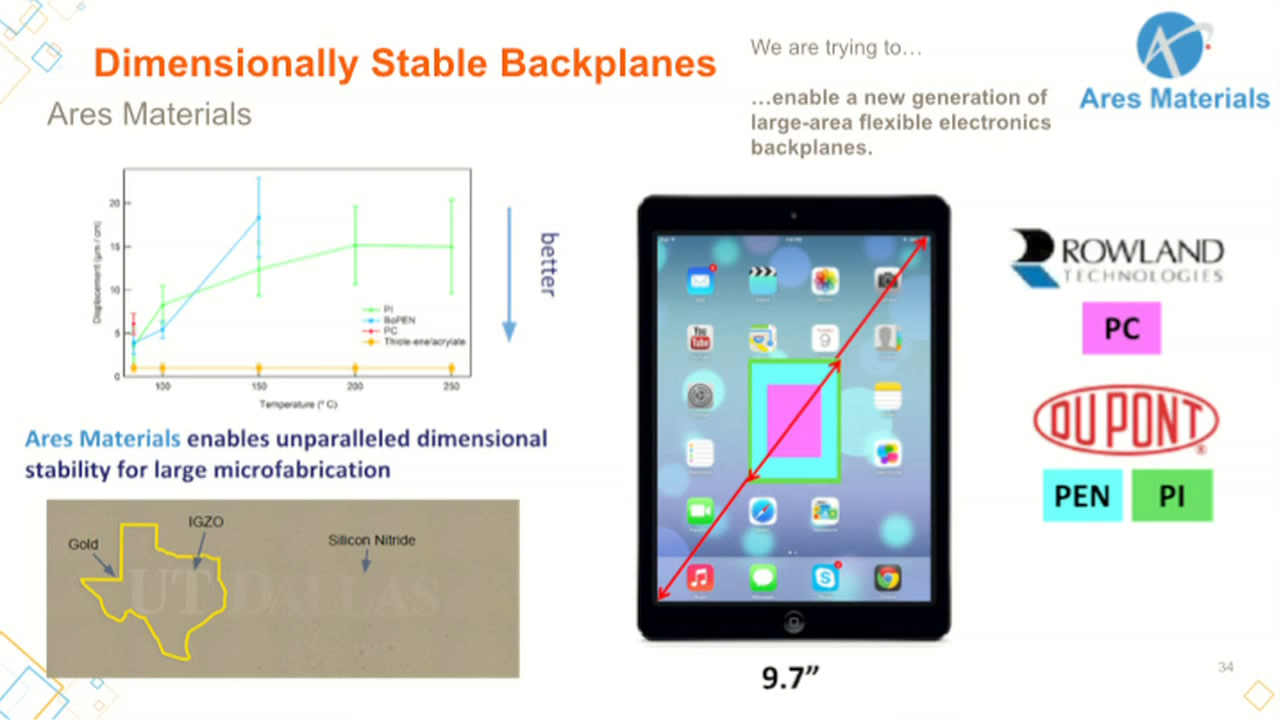 Dimensionally Stable Backplanes
Ares Materials
We are trying to…
…enable a new generation of
large-area flexible electronics
backplanes.
Ares Materials
Displacement (μm / cm)
20
15
10
5
0
100
150
200
250
Temperature (º C)
PI
BoPEN
PC
Thiole-ene/acrylate
better
Ares Materials enables unparalleled dimensional
stability for large microfabrication
Gold
IGZO
Silicon Nitride
UT DALLAS
You
Tube
9
9.7”
ROWLAND
TECHNOLOGIES
PC
DUPONT
PEN
PI
34